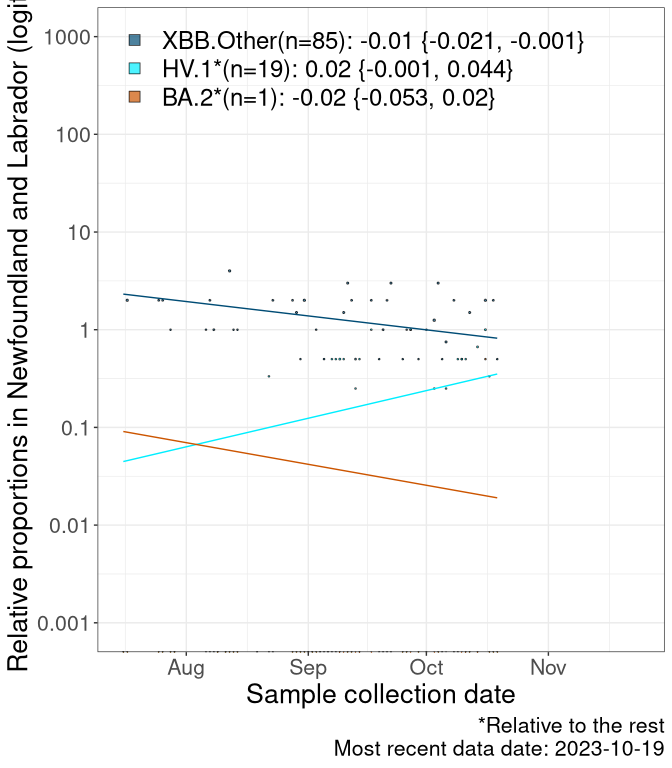 XBB.Other(n=85): -0.01 {-0.021, -0.001}
HV.1*(n=19): 0.02 {-0.001, 0.044}
BA.2*(n=1): -0.02 {-0.053, 0.02}
Relative proportions in Newfoundland and Labrador
1000
100
10
1
0.1
0.01
0.001
Aug Sep Oct Nov
Sample collection date
*Relative to the rest
Most recent data date: 2023-10-19